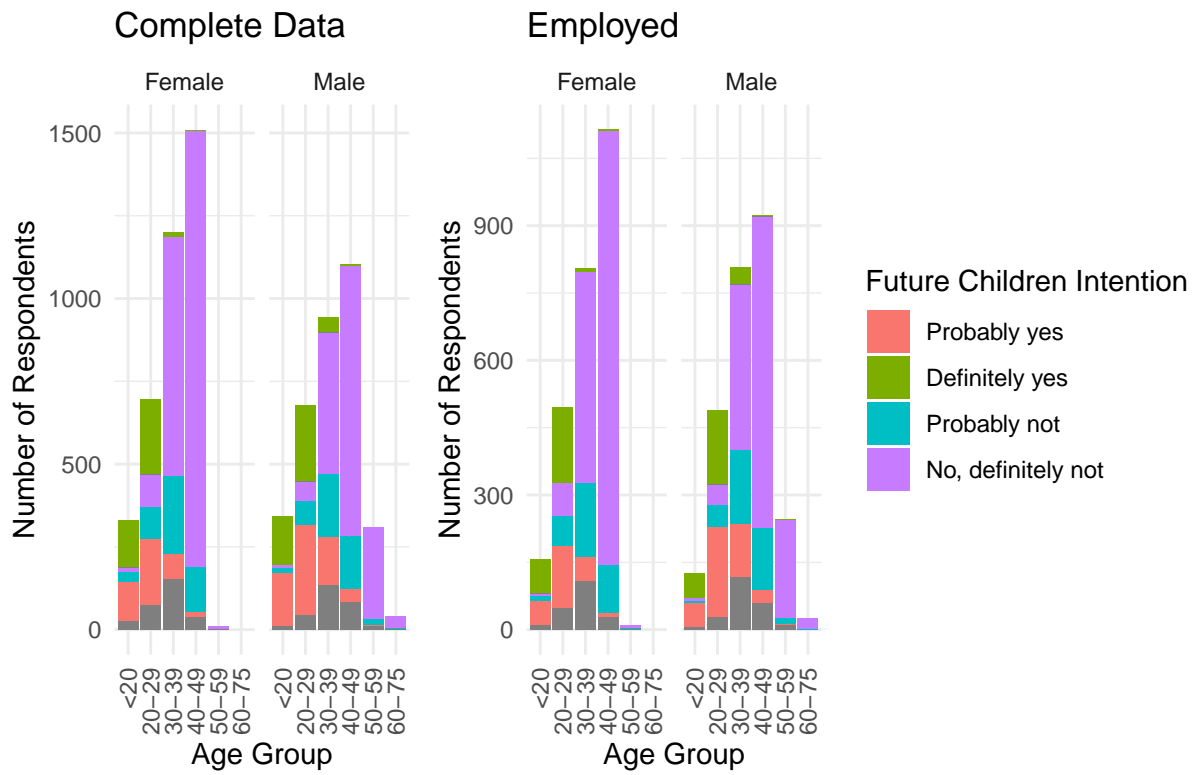 Complete Data
Employed
Female
Male
Female
Male
Number of Respondents
1500
1000
500
0
Number of Respondents
900
600
300
0
<20
20−29
30−39
40−49
50−59
60−75
<20
20−29
30−39
40−49
50−59
60−75
<20
20−29
30−39
40−49
50−59
60−75
<20
20−29
30−39
40−49
50−59
60−75
Age Group
Age Group
Future Children Intention
Probably yes
Definitely yes
Probably not
No, definitely not